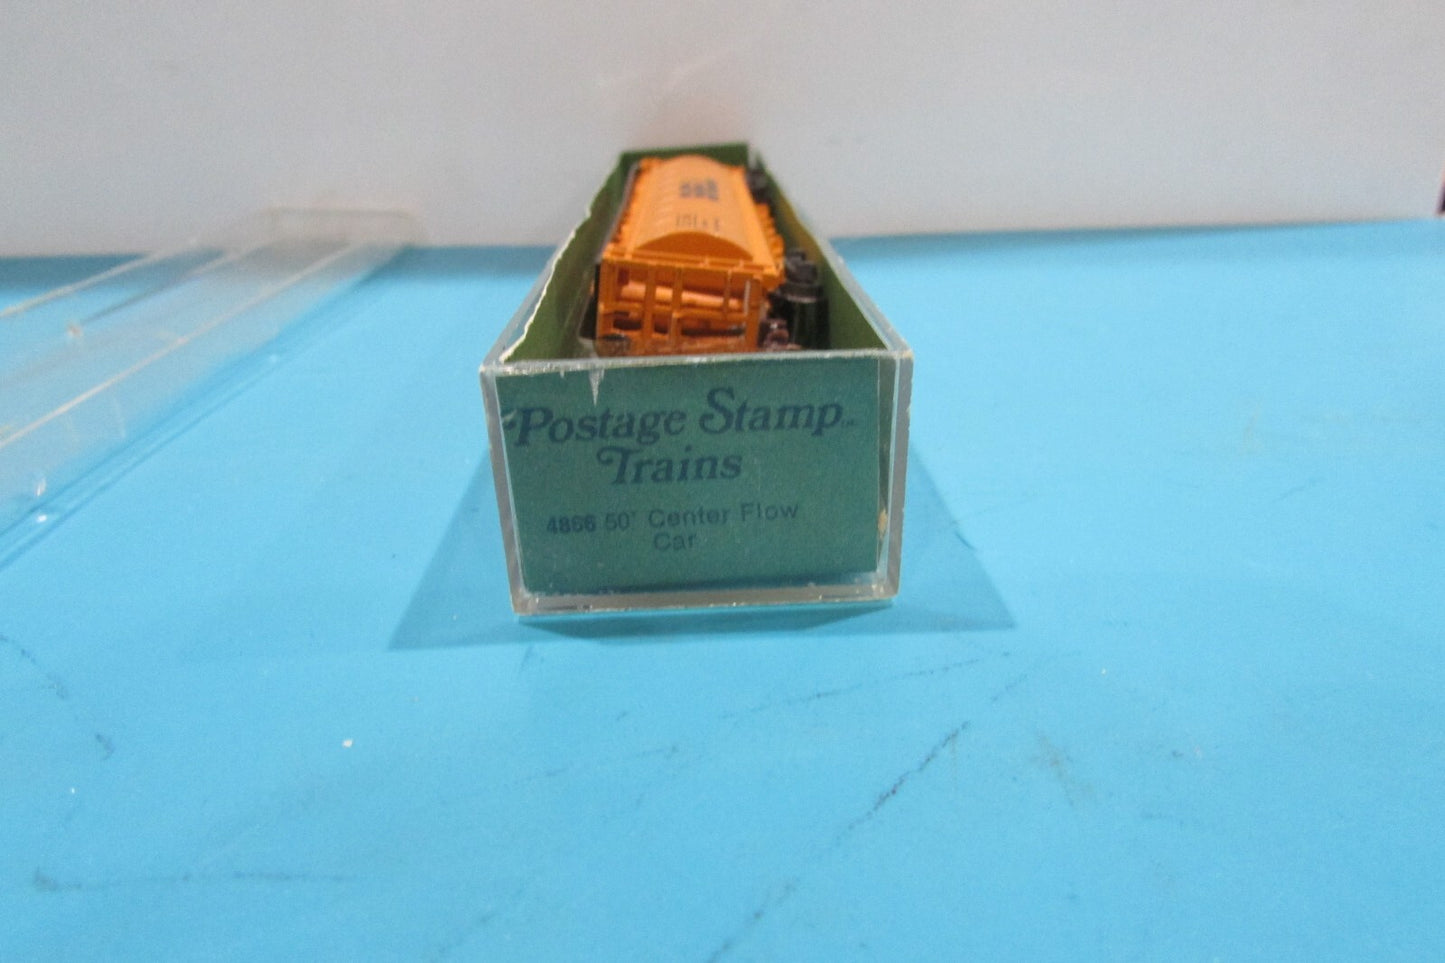 Postage Stamp
Trains
4866 50' Center Flow
Car